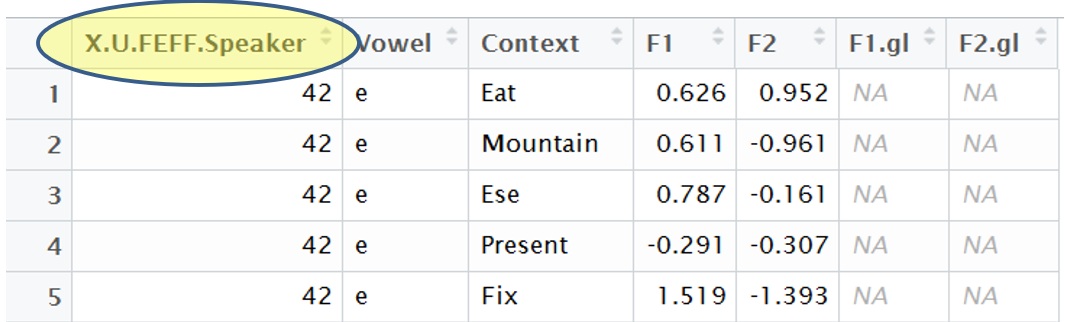 X.U.FEFF.Speaker Vowel Context F1 F2 F1.gl F2.gl
1 42 e Eat 0.626 0.952 NA NA
2 42 e Mountain 0.611 -0.961 NA NA
3 42 e Ese 0.787 -0.161 NA NA
4 42 e Present -0.291 -0.307 NA NA
5 42 e Fix 1.519 -1.393 NA NA